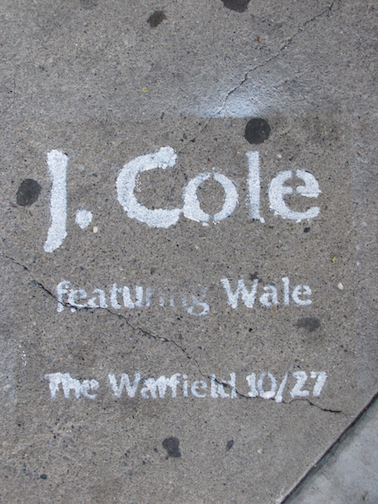 J. Cole
featuring Wale
The Warfield 10/27